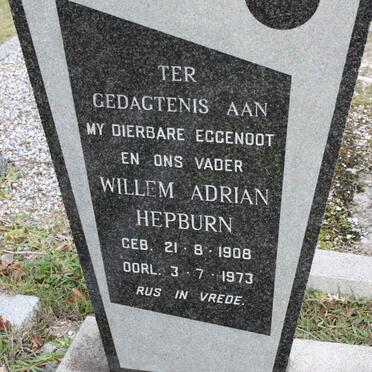 TER
GEDAGTENIS AAN
MY DIERBARE EGGENOOT
EN ONS VADER
WILLEM ADRIAN
HEPBURN
GEB. 21·8·1908
OORL. 3·7·1973
RUS IN VREDE.